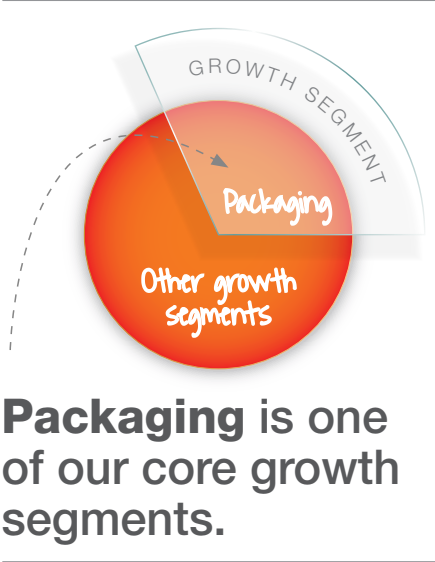 GROWTH SEGMENT
Packaging
Other growth
segments
Packaging is one
of our core growth
segments.